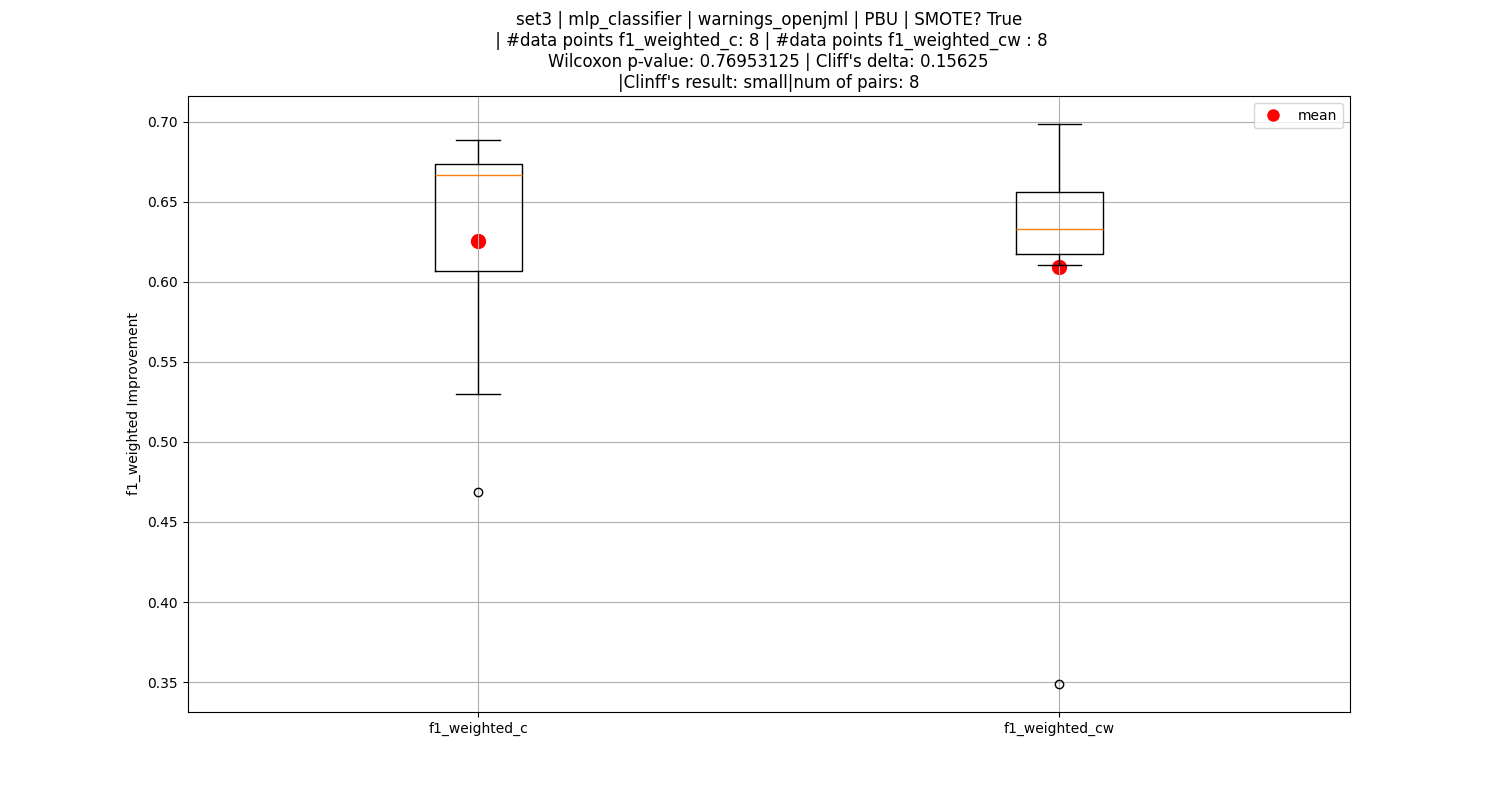 set3 | mlp_classifier | warnings_openjml | PBU | SMOTE? True
| #data points f1_weighted_c: 8 | #data points f1_weighted_cw : 8
Wilcoxon p-value: 0.76953125 | Cliff's delta: 0.15625
|Clinff's result: small|num of pairs: 8
mean
f1_weighted Improvement
0.70
0.65
0.60
0.55
0.50
0.45
0.40
0.35
f1_weighted_c
f1_weighted_cw